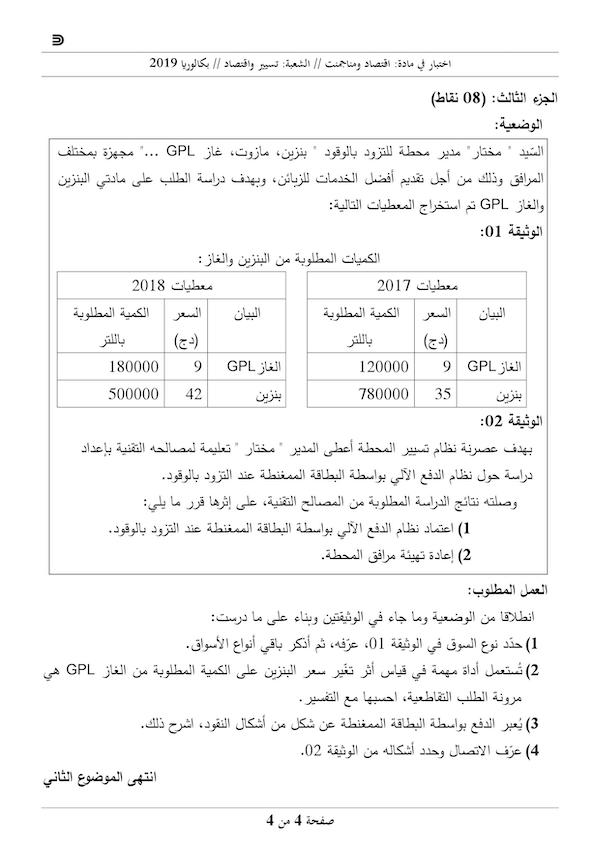 اختبار في مادة: اقتصاد ومناجمنت // الشعبة: تسيير واقتصاد // بكالوريا 2019
الجزء الثالث: (08 نقاط)
الوضعية:
السّيد " مختار" مدير محطة للتزود بالوقود " بنزين، مازوت، غاز GPL ..." مجهزة بمختلف
المرافق وذلك من أجل تقديم أفضل الخدمات للزبائن، وبهدف دراسة الطلب على مادتي البنزين
والغاز GPL تم استخراج المعطيات التالية:
الوثيقة 01:
الكميات المطلوبة من البنزين والغاز:
معطيات 2017
البيان السعر (دج) الكمية المطلوبة باللتر
الغاز GPL 9 120000
بنزين 35 780000
معطيات 2018
البيان السعر (دج) الكمية المطلوبة باللتر
الغاز GPL 9 180000
بنزين 42 500000
الوثيقة 02:
بهدف عصرنة نظام تسيير المحطة أعطى المدير " مختار " تعليمة لمصالحه التقنية بإعداد
دراسة حول نظام الدفع الآلي بواسطة البطاقة الممغنطة عند التزود بالوقود.
وصلته نتائج الدراسة المطلوبة من المصالح التقنية، على إثرها قرر ما يلي:
1) اعتماد نظام الدفع الآلي بواسطة البطاقة الممغنطة عند التزود بالوقود.
2) إعادة تهيئة مرافق المحطة.
العمل المطلوب:
انطلاقا من الوضعية وما جاء في الوثيقتين وبناء على ما درست:
1) حدّد نوع السوق في الوثيقة 01، عرّفه، ثم أذكر باقي أنواع الأسواق.
2) تُستعمل أداة مهمة في قياس أثر تغّير سعر البنزين على الكمية المطلوبة من الغاز GPL هي
مرونة الطلب التقاطعية، احسبها مع التفسير.
3) يُعبر الدفع بواسطة البطاقة الممغنطة عن شكل من أشكال النقود، اشرح ذلك.
4) عرّف الاتصال وحدد أشكاله من الوثيقة 02.
انتهى الموضوع الثاني
صفحة 4 من 4